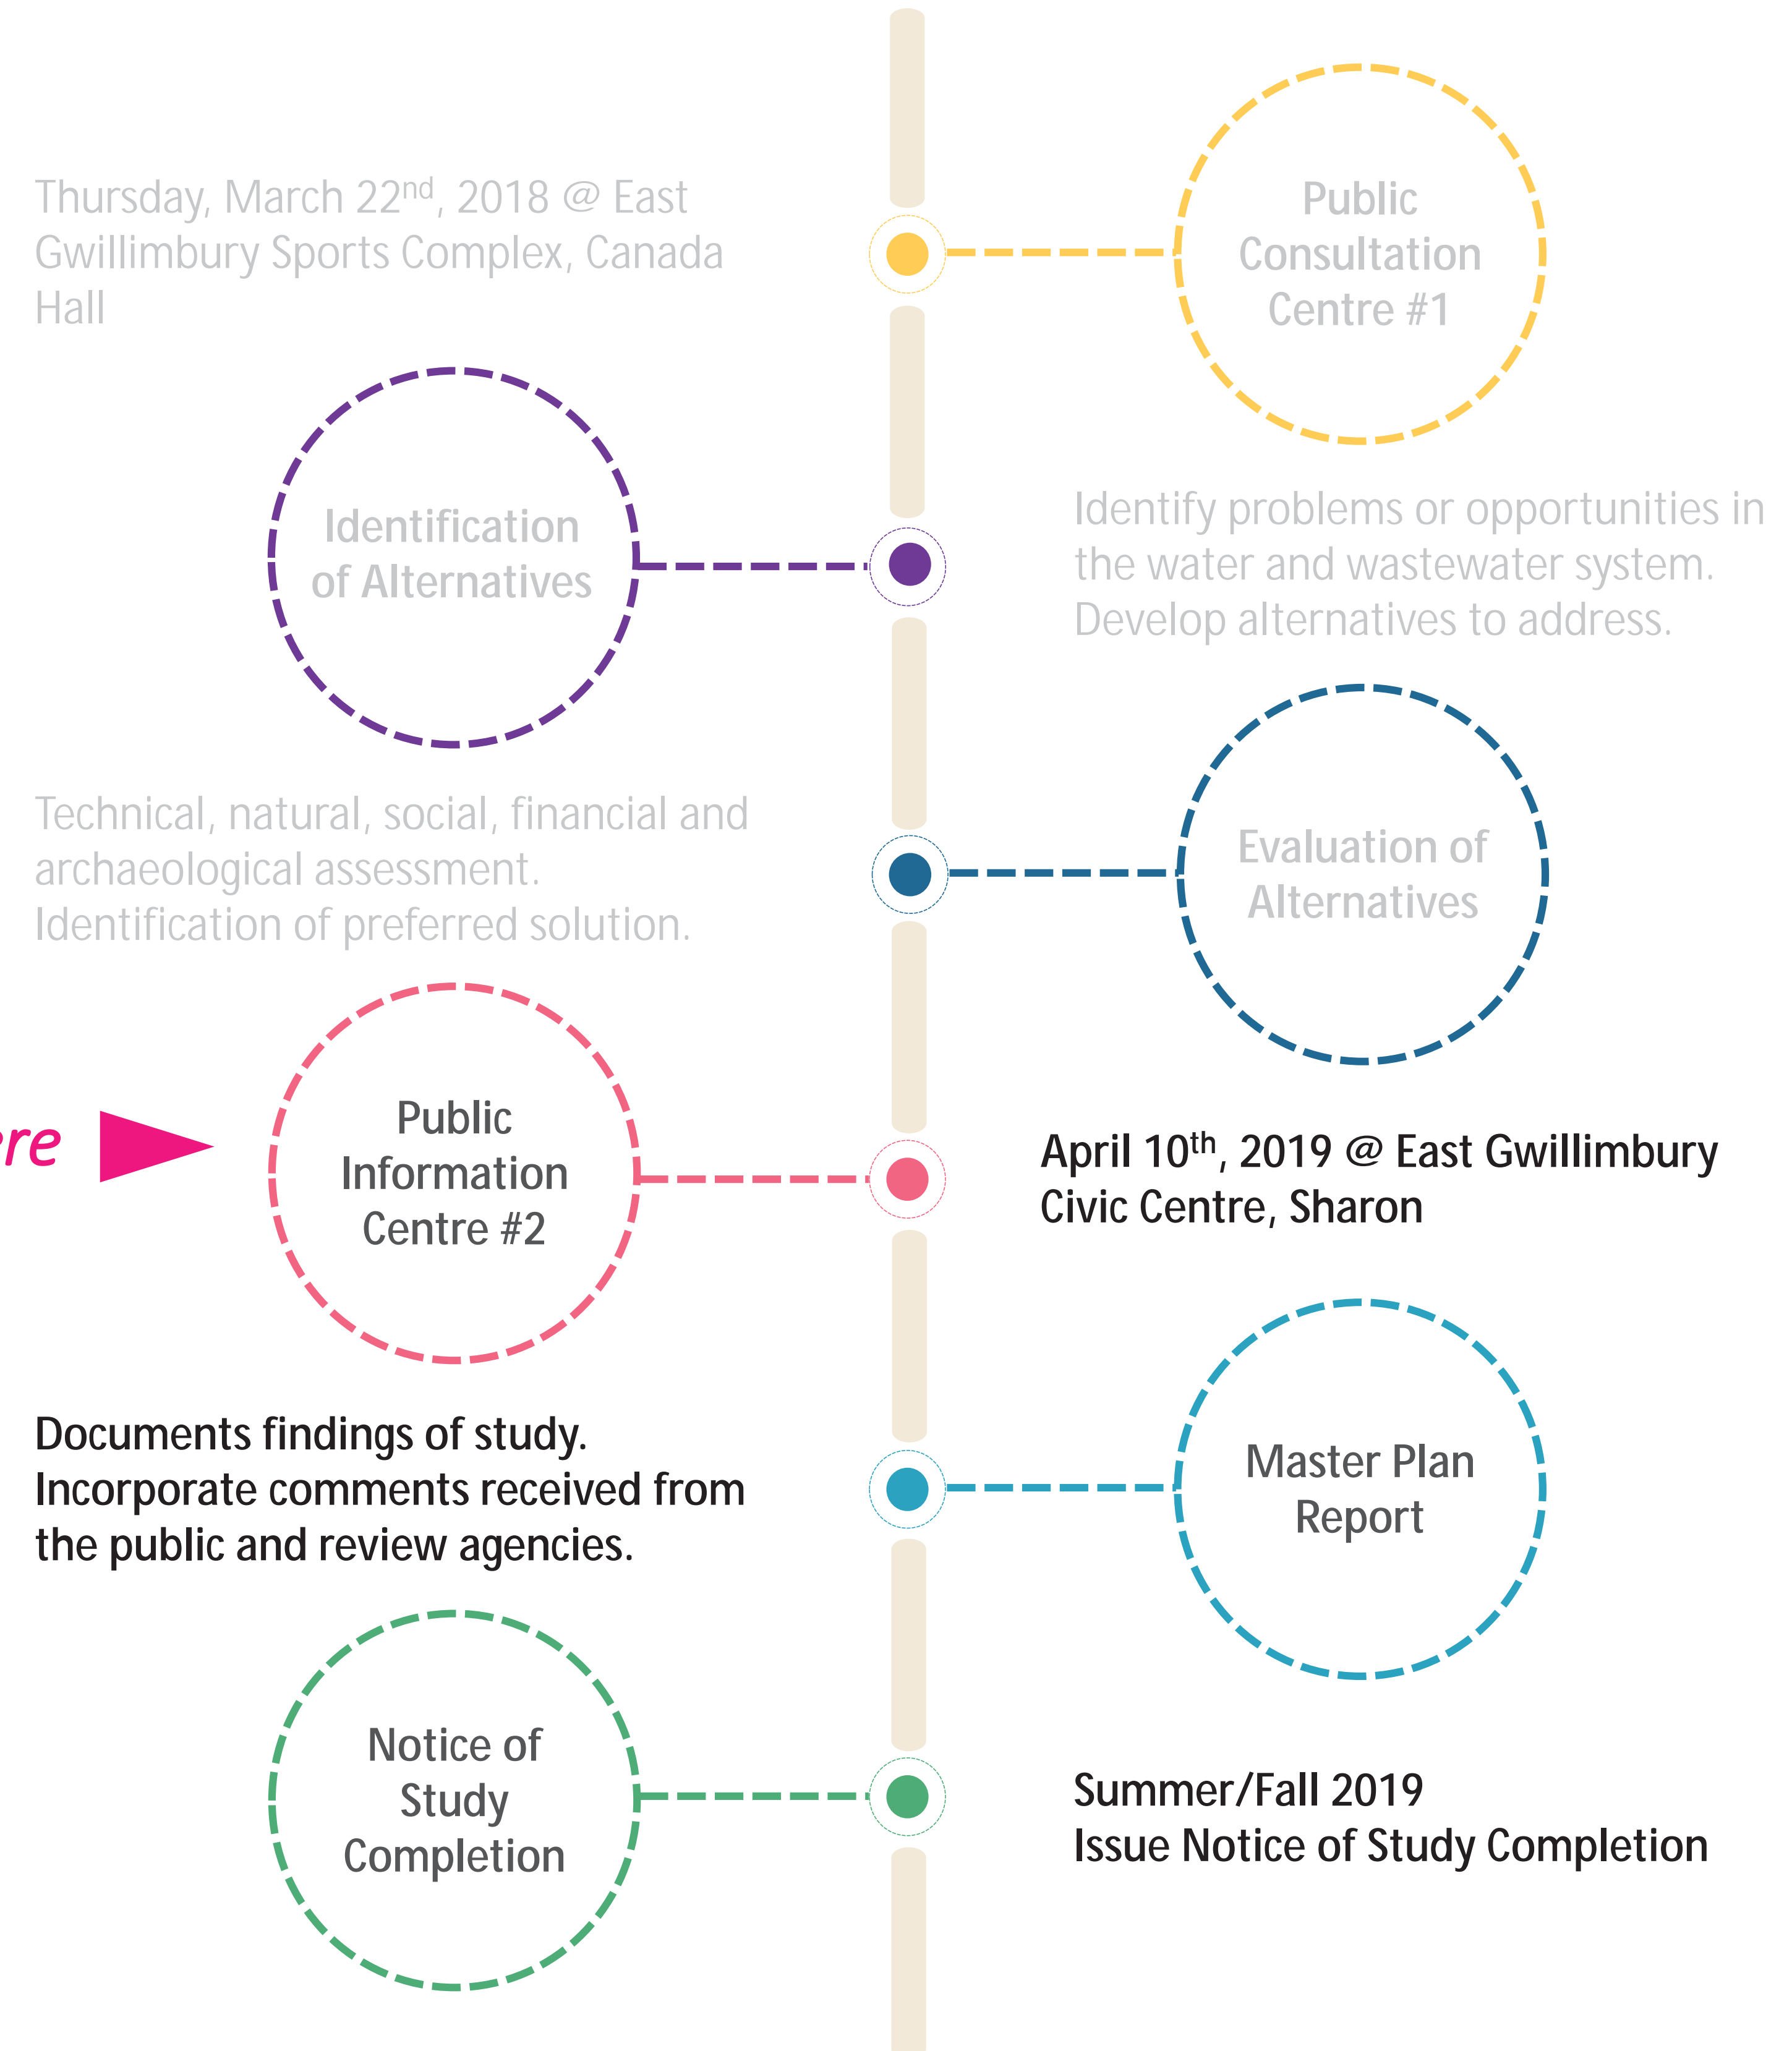 Thursday, March 22nd, 2018 @ East
Gwillimbury Sports Complex, Canada
Hall
Public
Consultation
Centre #1
Identification
of Alternatives
Identify problems or opportunities in
the water and wastewater system.
Develop alternatives to address.
Technical, natural, social, financial and
archaeological assessment.
Identification of preferred solution.
Evaluation of
Alternatives
Public
Information
Centre #2
April 10th, 2019 @ East Gwillimbury
Civic Centre, Sharon
Documents findings of study.
Incorporate comments received from
the public and review agencies.
Master Plan
Report
Notice of
Study
Completion
Summer/Fall 2019
Issue Notice of Study Completion